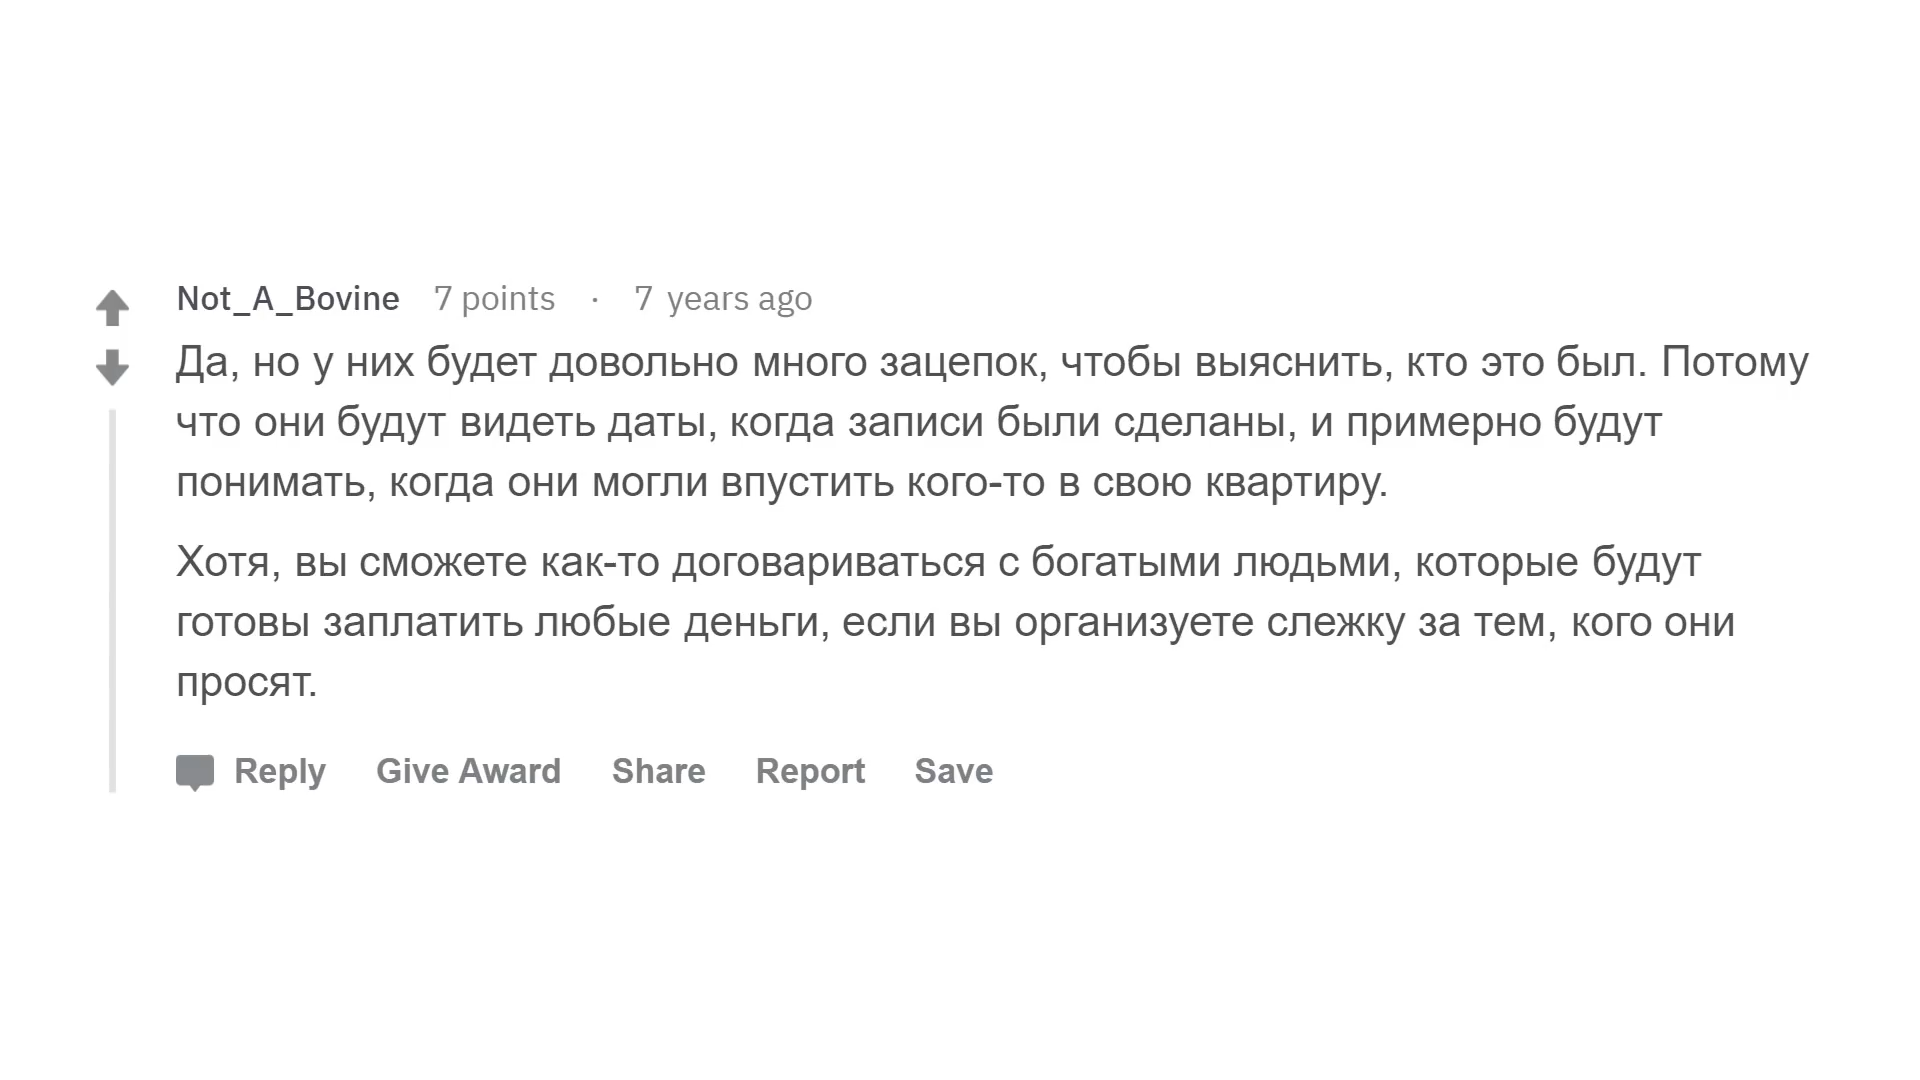 Not_A_Bovine 7 points · 7 years ago
Да, но у них будет довольно много зацепок, чтобы выяснить, кто это был. Потому
что они будут видеть даты, когда записи были сделаны, и примерно будут
понимать, когда они могли впустить кого-то в свою квартиру.
Хотя, вы сможете как-то договариваться с богатыми людьми, которые будут
готовы заплатить любые деньги, если вы организуете слежку за тем, кого они
просят.
Reply Give Award Share Report Save